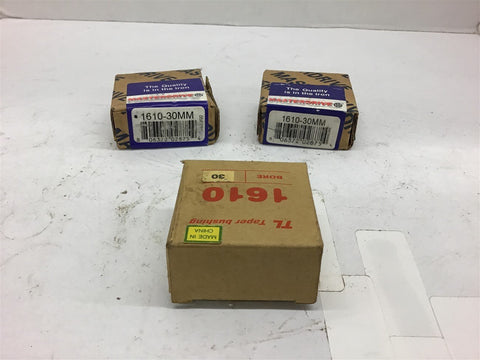 The Quality
is in the Iron
MASTERDRIVE
1610-30MM
The Quality
is in the Iron
MASTERDRIVE
1610-30MM
BORE
30
1610
TL Taper bushing
MADE IN
CHINA